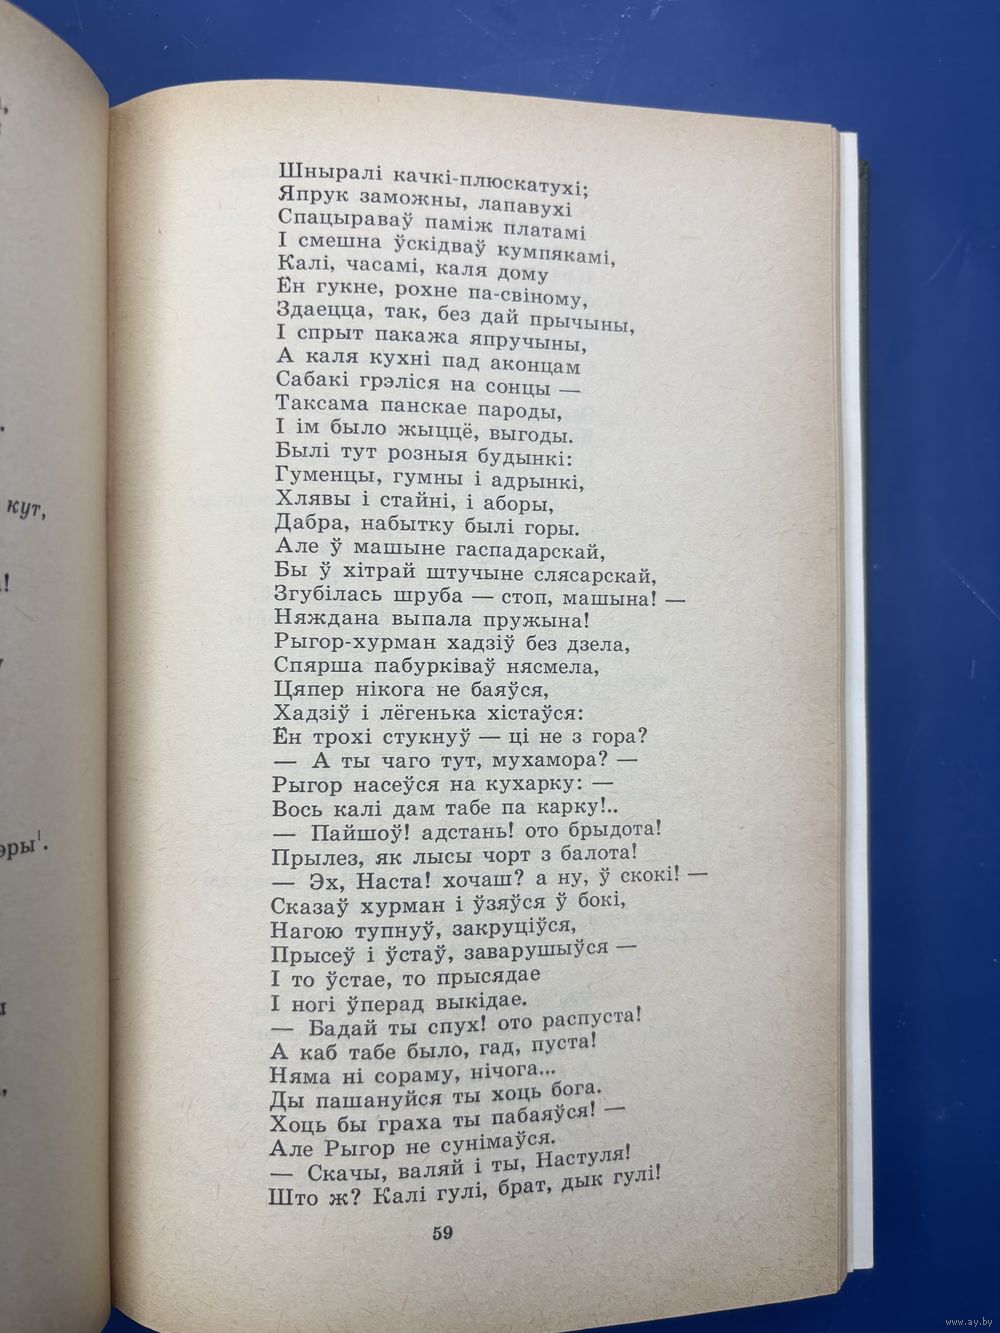 кут,
Шныралі качкі-плюскатухі;
Япрук заможны, лапавухі
Спацыраваў паміж платамі
І смешна ўскідваў кумпякамі,
Калі, часамі, каля дому
Ён гукне, рохне па-свіному,
Здаецца, так, без дай прычыны,
І спрыт пакажа япручыны,
А каля кухні пад аконцам
Сабакі грэліся на сонцы —
Таксама панскае пароды,
І ім было жыццё, выгоды.
Былі тут розныя будынкі:
Гуменцы, гумны і адрынкі,
Хлявы і стайні, і аборы,
Дабра, набытку былі горы.
Але ў машыне гаспадарскай,
Бы ў хітрай штучыне слясарскай,
Згубілась шруба — стоп, машына! —
Няждана выпала пружына!
Рыгор-хурман хадзіў без дзела,
Спярша пабурківаў нясмела,
Цяпер нікога не баяўся,
Хадзіў і лёгенька хістаўся:
Ён трохі стукнуў — ці не з гора?
— А ты чаго тут, мухамора? —
Рыгор насеўся на кухарку: —
Вось калі дам табе па карку!..
— Пайшоў! адстань! ото брыдота!
Прылез, як лысы чорт з балота!
— Эх, Наста! хочаш? а ну, ў скокі! —
Сказаў хурман і ўзяўся ў бокі,
Нагою тупнуў, закруціўся,
Прысеў і ўстаў, заварушыўся —
І то ўстае, то прысядае
І ногі ўперад выкідае.
— Бадай ты спух! ото распуста!
А каб табе было, гад, пуста!
Няма ні сораму, нічога...
Ды пашануйся ты хоць бога.
Хоць бы граха ты пабаяўся! —
Але Рыгор не сунімаўся.
— Скачы, валяй і ты, Настуля!
Што ж? Калі гулі, брат, дык гулі!
59
www.ay.by